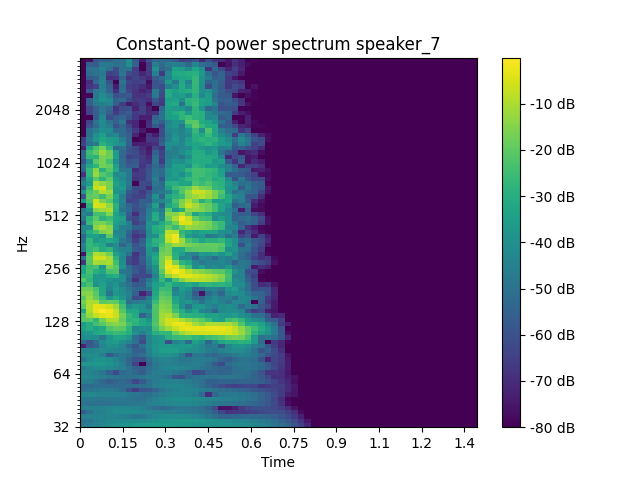 Constant-Q power spectrum speaker_7
Hz
2048
1024
512
256
128
64
32
0 0.15 0.3 0.45 0.6 0.75 0.9 1.1 1.2 1.4
Time
-10 dB
-20 dB
-30 dB
-40 dB
-50 dB
-60 dB
-70 dB
-80 dB